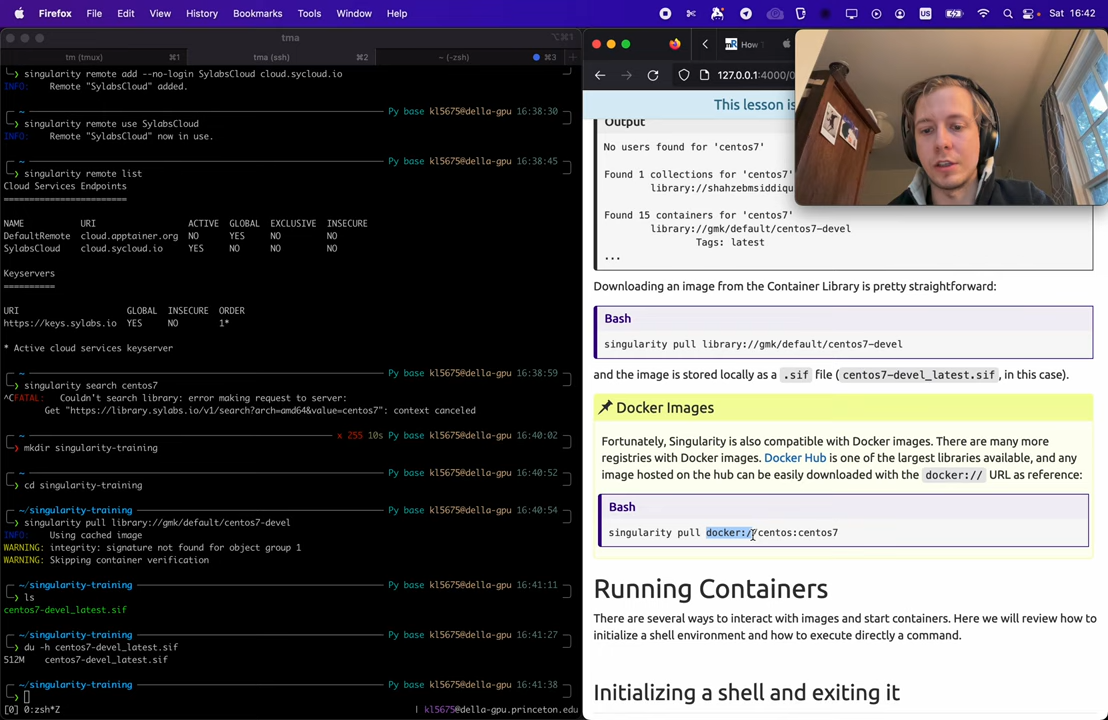 Firefox File Edit View History Bookmarks Tools Window Help
US
Sat 16:42
tma
⌥⌘1
tm (tmux) ⌘1
tma (ssh) ⌘2
~ (-zsh) ⌘3
❯ singularity remote add --no-login SylabsCloud cloud.sycloud.io
INFO: Remote "SylabsCloud" added.
~ Py base kl5675@della-gpu 16:38:30
❯ singularity remote use SylabsCloud
INFO: Remote "SylabsCloud" now in use.
~ Py base kl5675@della-gpu 16:38:45
❯ singularity remote list
Cloud Services Endpoints
========================
NAME URI ACTIVE GLOBAL EXCLUSIVE INSECURE
DefaultRemote cloud.apptainer.org NO YES NO NO
SylabsCloud cloud.sycloud.io YES NO NO NO
Keyservers
==========
URI GLOBAL INSECURE ORDER
https://keys.sylabs.io YES NO 1*
* Active cloud services keyserver
~ Py base kl5675@della-gpu 16:38:59
❯ singularity search centos7
^CFATAL: Couldn't search library: error making request to server:
Get "https://library.sylabs.io/v1/search?arch=amd64&value=centos7": context canceled
~ x 255 10s Py base kl5675@della-gpu 16:40:02
❯ mkdir singularity-training
~ Py base kl5675@della-gpu 16:40:52
❯ cd singularity-training
~/singularity-training Py base kl5675@della-gpu 16:40:54
❯ singularity pull library://gmk/default/centos7-devel
INFO: Using cached image
WARNING: integrity: signature not found for object group 1
WARNING: Skipping container verification
~/singularity-training Py base kl5675@della-gpu 16:41:11
❯ ls
centos7-devel_latest.sif
~/singularity-training Py base kl5675@della-gpu 16:41:27
❯ du -h centos7-devel_latest.sif
512M centos7-devel_latest.sif
~/singularity-training Py base kl5675@della-gpu 16:41:38
❯
[0] 0:zsh*Z | kl5675@della-gpu.princeton.edu
How
127.0.0.1:4000/0
This lesson is
Output
No users found for 'centos7'
Found 1 collections for 'centos7'
library://shahzebmsiddiqu
Found 15 containers for 'centos7'
library://gmk/default/centos7-devel
Tags: latest
...
Downloading an image from the Container Library is pretty straightforward:
Bash
singularity pull library://gmk/default/centos7-devel
and the image is stored locally as a .sif file ( centos7-devel_latest.sif, in this case).
Docker Images
Fortunately, Singularity is also compatible with Docker images. There are many more
registries with Docker images. Docker Hub is one of the largest libraries available, and any
image hosted on the hub can be easily downloaded with the docker:// URL as reference:
Bash
singularity pull docker://centos:centos7
Running Containers
There are several ways to interact with images and start containers. Here we will review how to
initialize a shell environment and how to execute directly a command.
Initializing a shell and exiting it